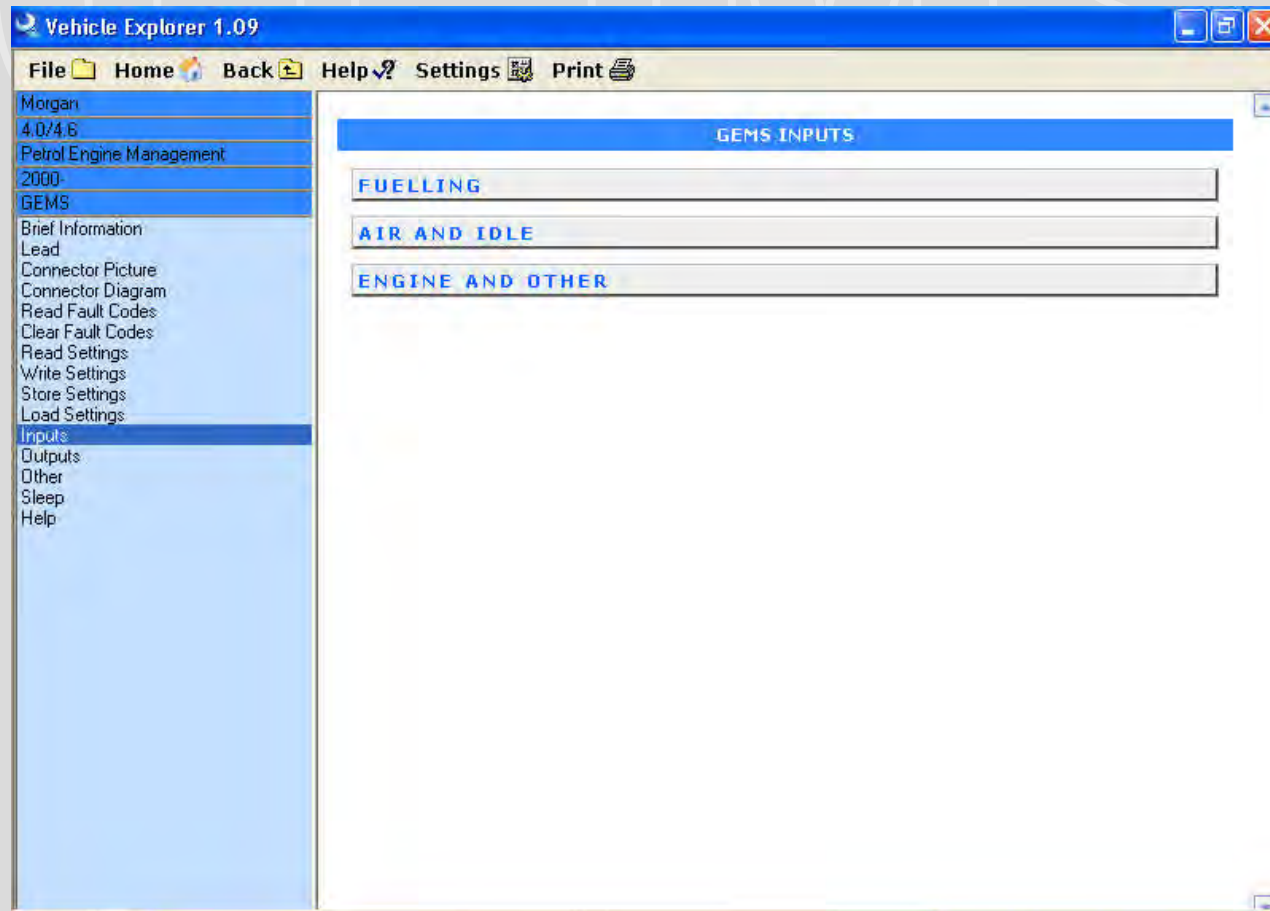 Vehicle Explorer 1.09
File Home Back Help Settings Print
Morgan
4.0/4.6
Petrol Engine Management
2000-
GEMS
Brief Information
Lead
Connector Picture
Connector Diagram
Read Fault Codes
Clear Fault Codes
Read Settings
Write Settings
Store Settings
Load Settings
Inputs
Outputs
Other
Sleep
Help
GEMS INPUTS
FUELLING
AIR AND IDLE
ENGINE AND OTHER